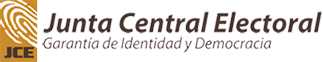 Junta Central Electoral
Garantía de Identidad y Democracia
JCE